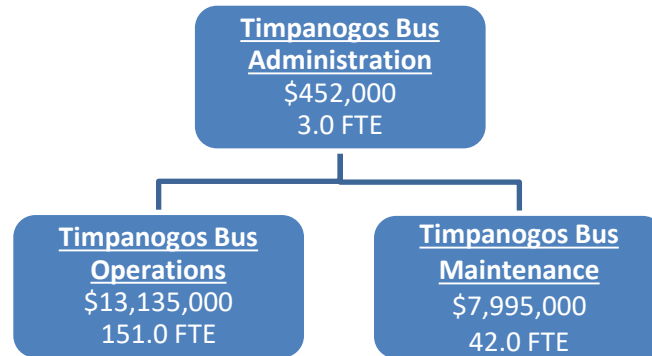 Timpanogos Bus
Administration
$452,000
3.0 FTE
Timpanogos Bus
Operations
$13,135,000
151.0 FTE
Timpanogos Bus
Maintenance
$7,995,000
42.0 FTE